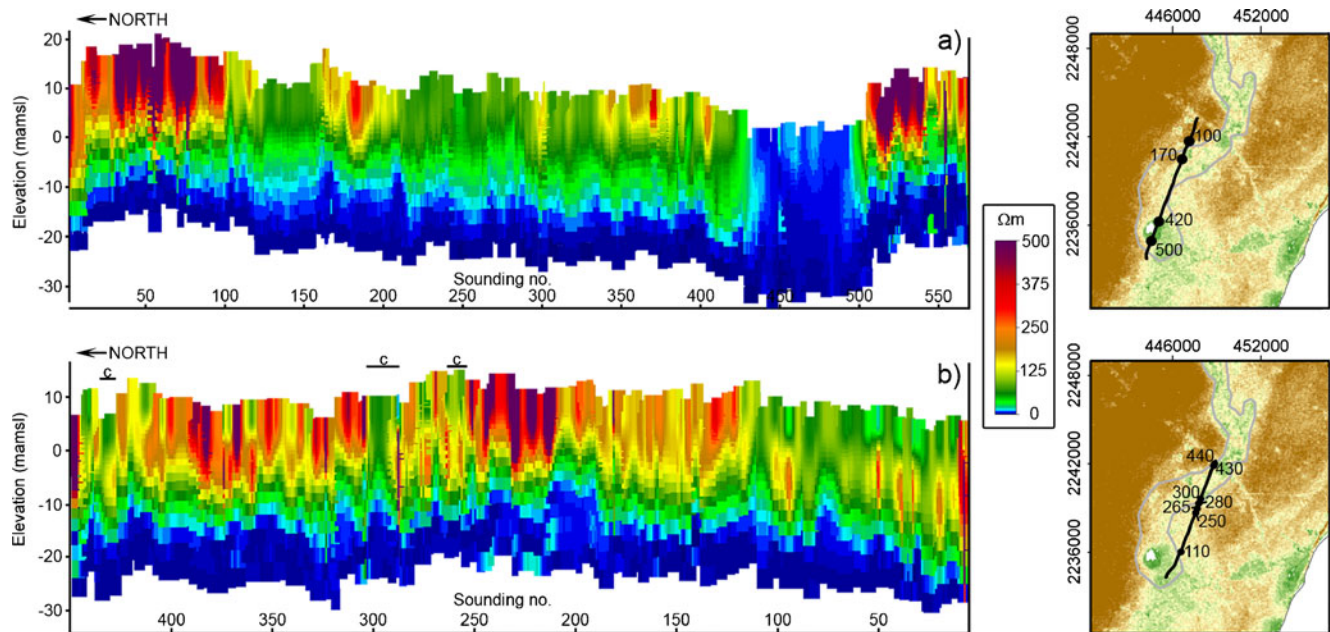 NORTH
a)
Elevation (mamsl)
20
10
0
-10
-20
-30
Sounding no.
50 100 150 200 250 300 350 400 450 500 550
446000 452000
2248000
2242000
2236000
100
170
420
500
Ωm
500
375
250
125
0
NORTH
c c c
b)
Elevation (mamsl)
10
0
-10
-20
-30
Sounding no.
400 350 300 250 200 150 100 50
446000 452000
2248000
2242000
2236000
440
430
300
280
265
250
110